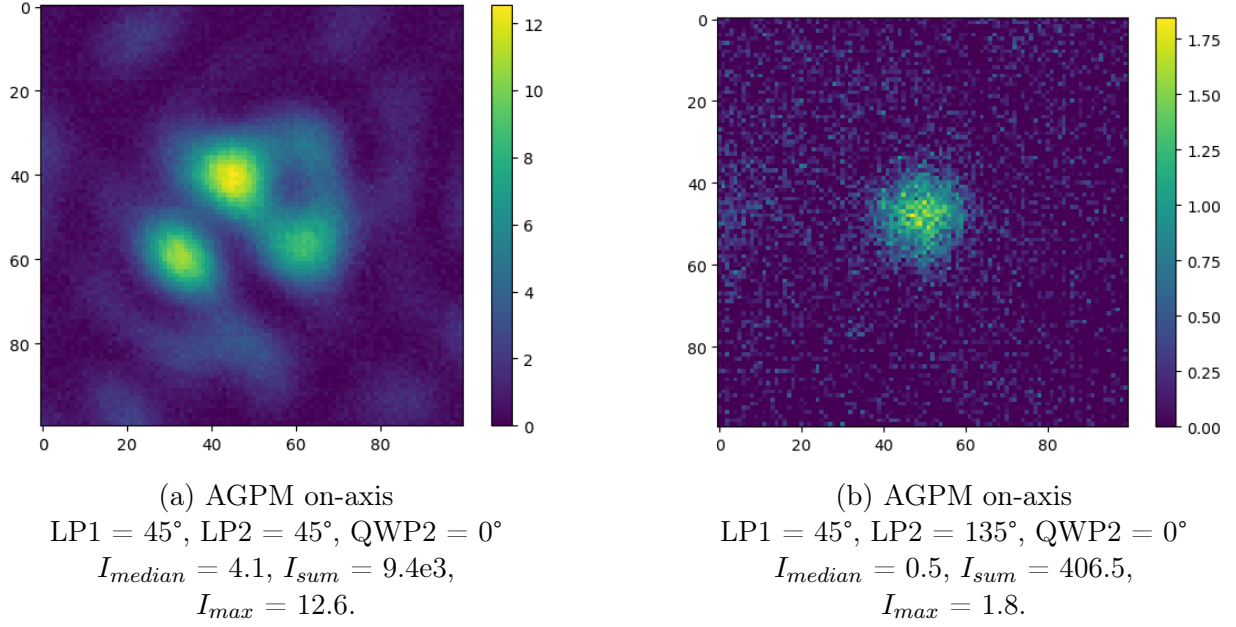 0
20
40
60
80
0 20 40 60 80
12
10
8
6
4
2
0
(a) AGPM on-axis
LP1 = 45°, LP2 = 45°, QWP2 = 0°
I_median = 4.1, I_sum = 9.4e3,
I_max = 12.6.
0
20
40
60
80
0 20 40 60 80
1.75
1.50
1.25
1.00
0.75
0.50
0.25
0.00
(b) AGPM on-axis
LP1 = 45°, LP2 = 135°, QWP2 = 0°
I_median = 0.5, I_sum = 406.5,
I_max = 1.8.